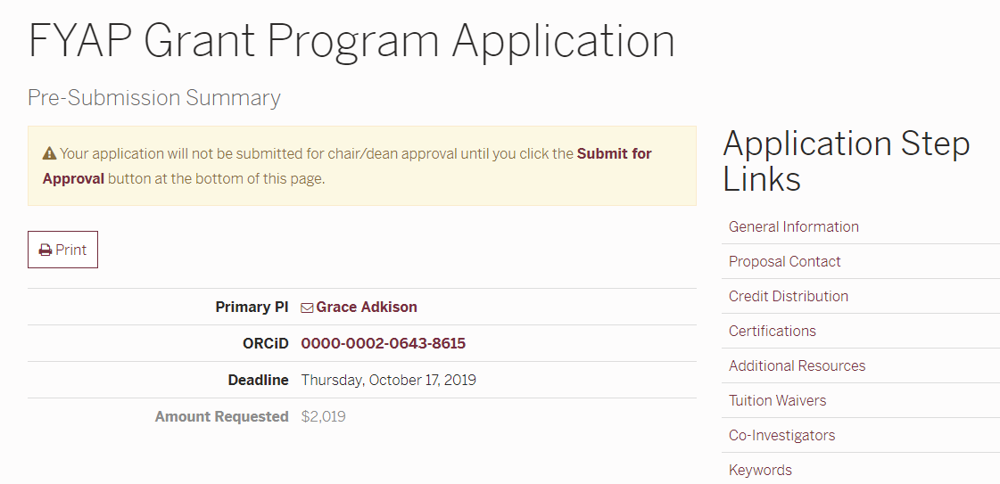 FYAP Grant Program Application
Pre-Submission Summary
Your application will not be submitted for chair/dean approval until you click the Submit for
Approval button at the bottom of this page.
Print
Primary PI Grace Adkison
ORCiD 0000-0002-0643-8615
Deadline Thursday, October 17, 2019
Amount Requested $2,019
Application Step
Links
General Information
Proposal Contact
Credit Distribution
Certifications
Additional Resources
Tuition Waivers
Co-Investigators
Keywords